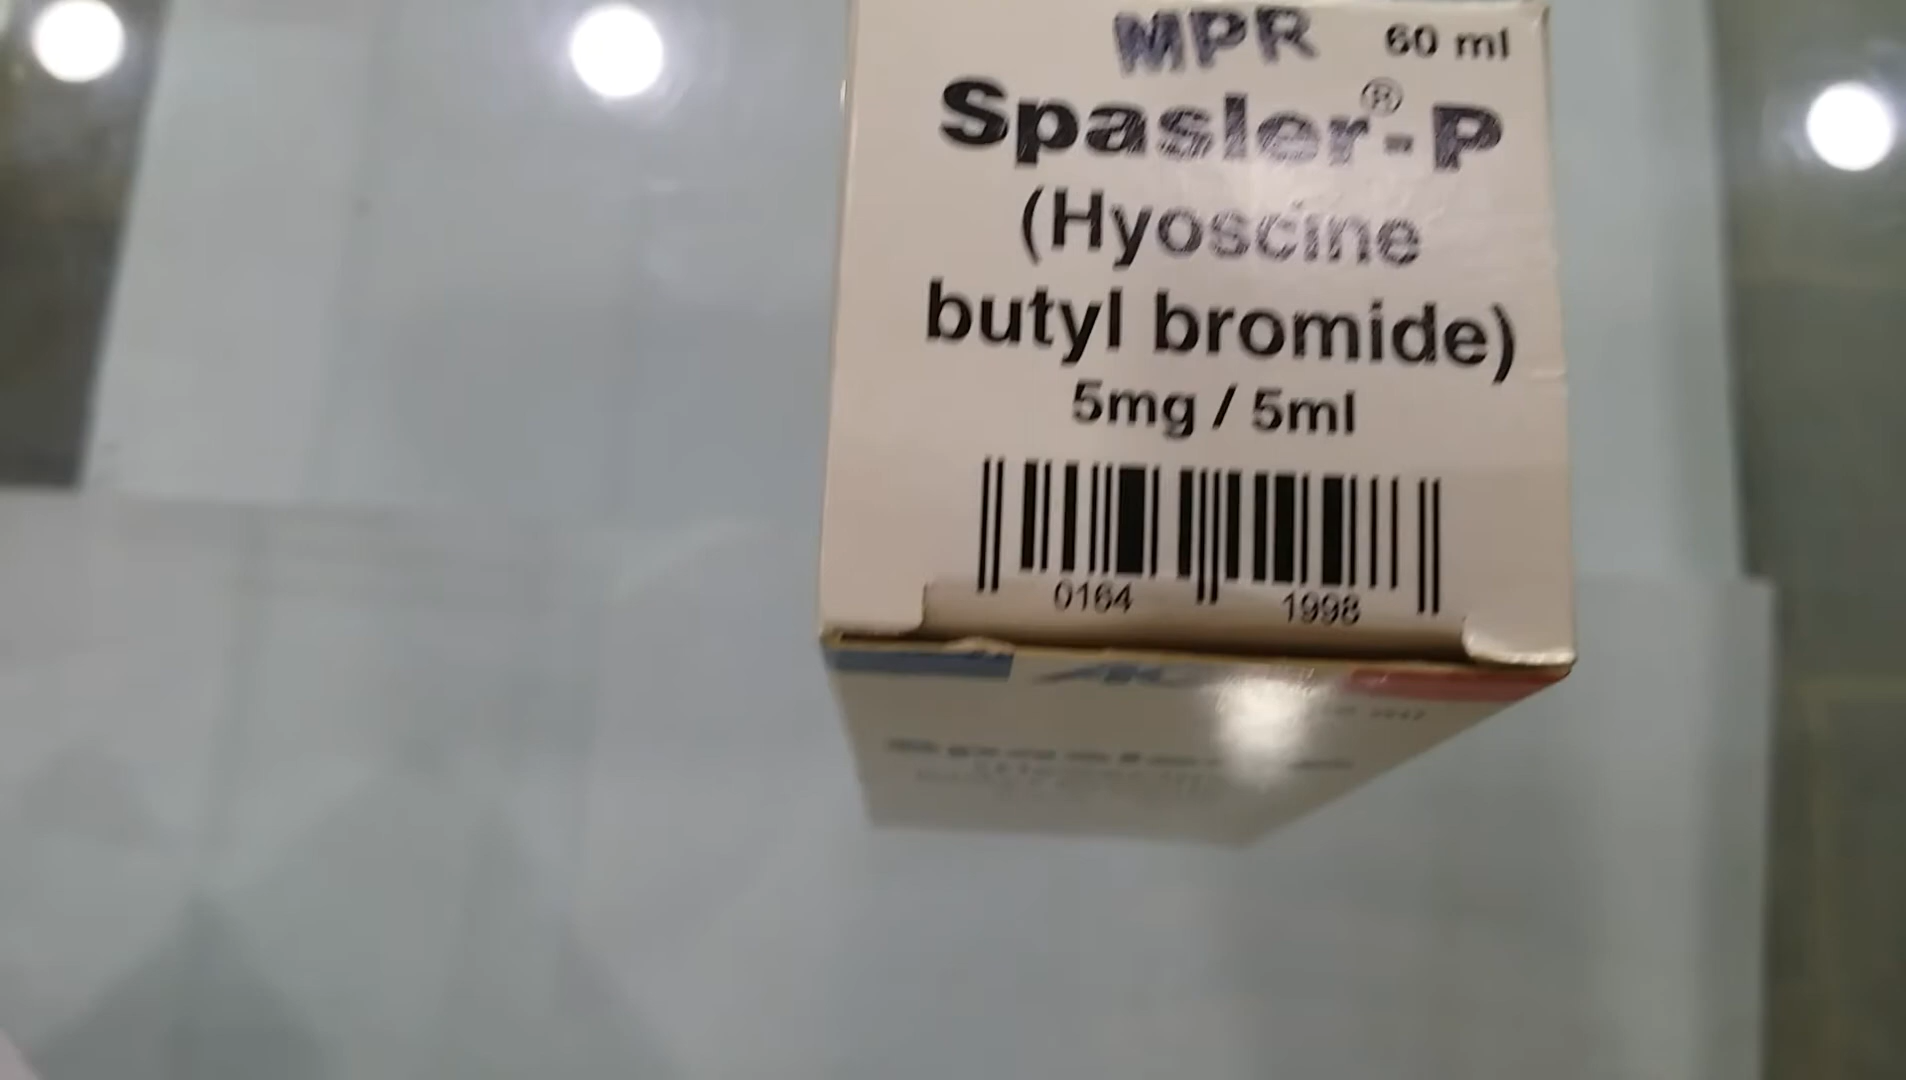 MPR 60 ml
Spasler®-P
(Hyoscine
butyl bromide)
5mg / 5ml
0164 1998